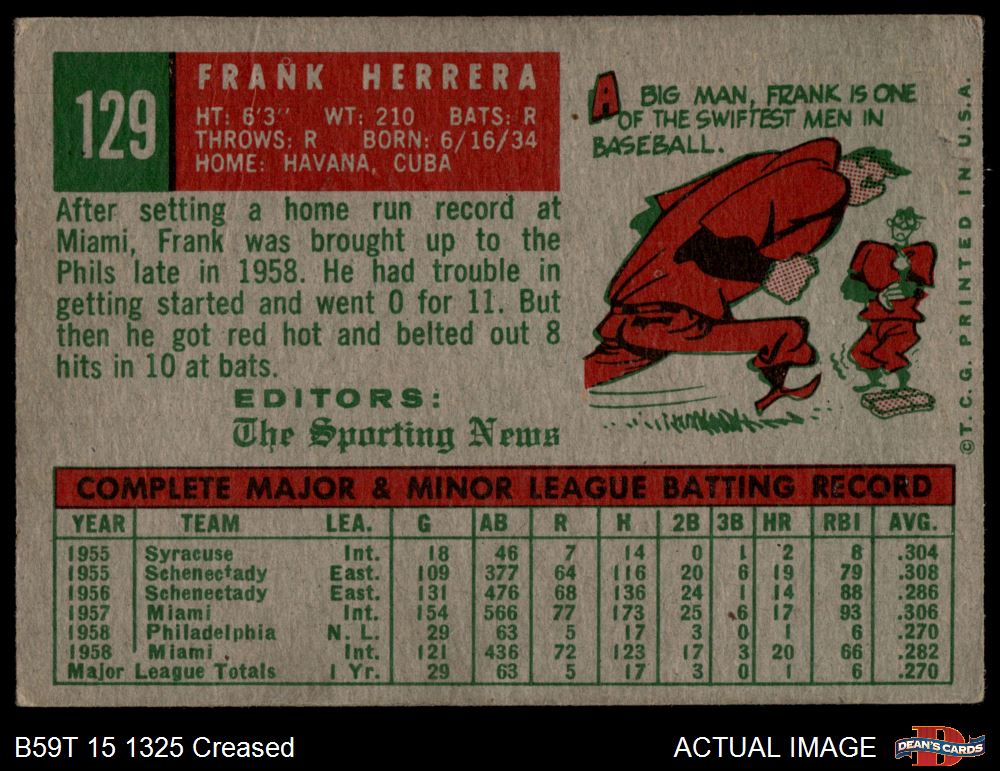 129
FRANK HERRERA
HT: 6'3" WT: 210 BATS: R
THROWS: R BORN: 6/16/34
HOME: HAVANA, CUBA
After setting a home run record at
Miami, Frank was brought up to the
Phils late in 1958. He had trouble in
getting started and went 0 for 11. But
then he got red hot and belted out 8
hits in 10 at bats.
EDITORS:
The Sporting News
A BIG MAN, FRANK IS ONE
OF THE SWIFTEST MEN IN
BASEBALL.
©T. C. G. PRINTED IN U.S.A.
COMPLETE MAJOR & MINOR LEAGUE BATTING RECORD
YEAR TEAM LEA. G AB R H 2B 3B HR RBI AVG.
1955 Syracuse Int. 18 46 7 14 0 1 2 8 .304
1955 Schenectady East. 109 377 64 116 20 6 19 79 .308
1956 Schenectady East. 131 476 68 136 24 1 14 88 .286
1957 Miami Int. 154 566 77 173 25 6 17 93 .306
1958 Philadelphia N. L. 29 63 5 17 3 0 1 6 .270
1958 Miami Int. 121 436 72 123 17 3 20 66 .282
Major League Totals 1 Yr. 29 63 5 17 3 0 1 6 .270
B59T 15 1325 Creased
ACTUAL IMAGE
DEAN'S CARDS